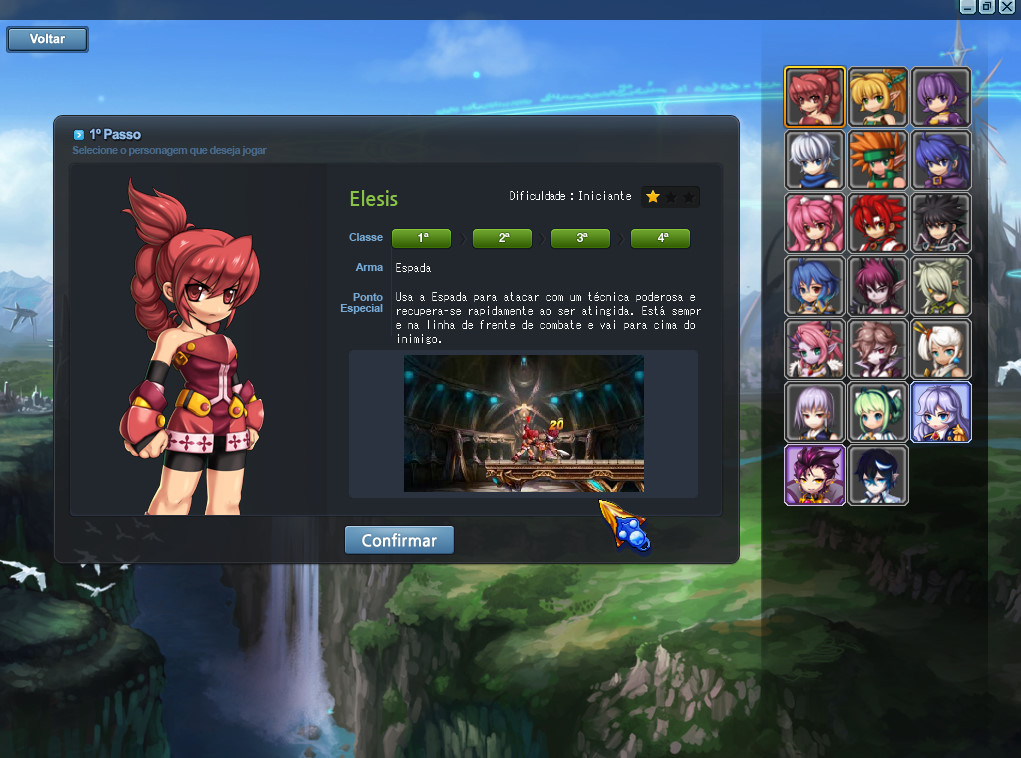 Voltar
1º Passo
Selecione o personagem que deseja jogar
Elesis
Dificuldade : Iniciante
Classe
1ª
2ª
3ª
4ª
Arma
Espada
Ponto
Especial
Usa a Espada para atacar com um técnica poderosa e
recupera-se rapidamente ao ser atingida. Está sempr
e na linha de frente de combate e vai para cima do
inimigo.
20
Confirmar